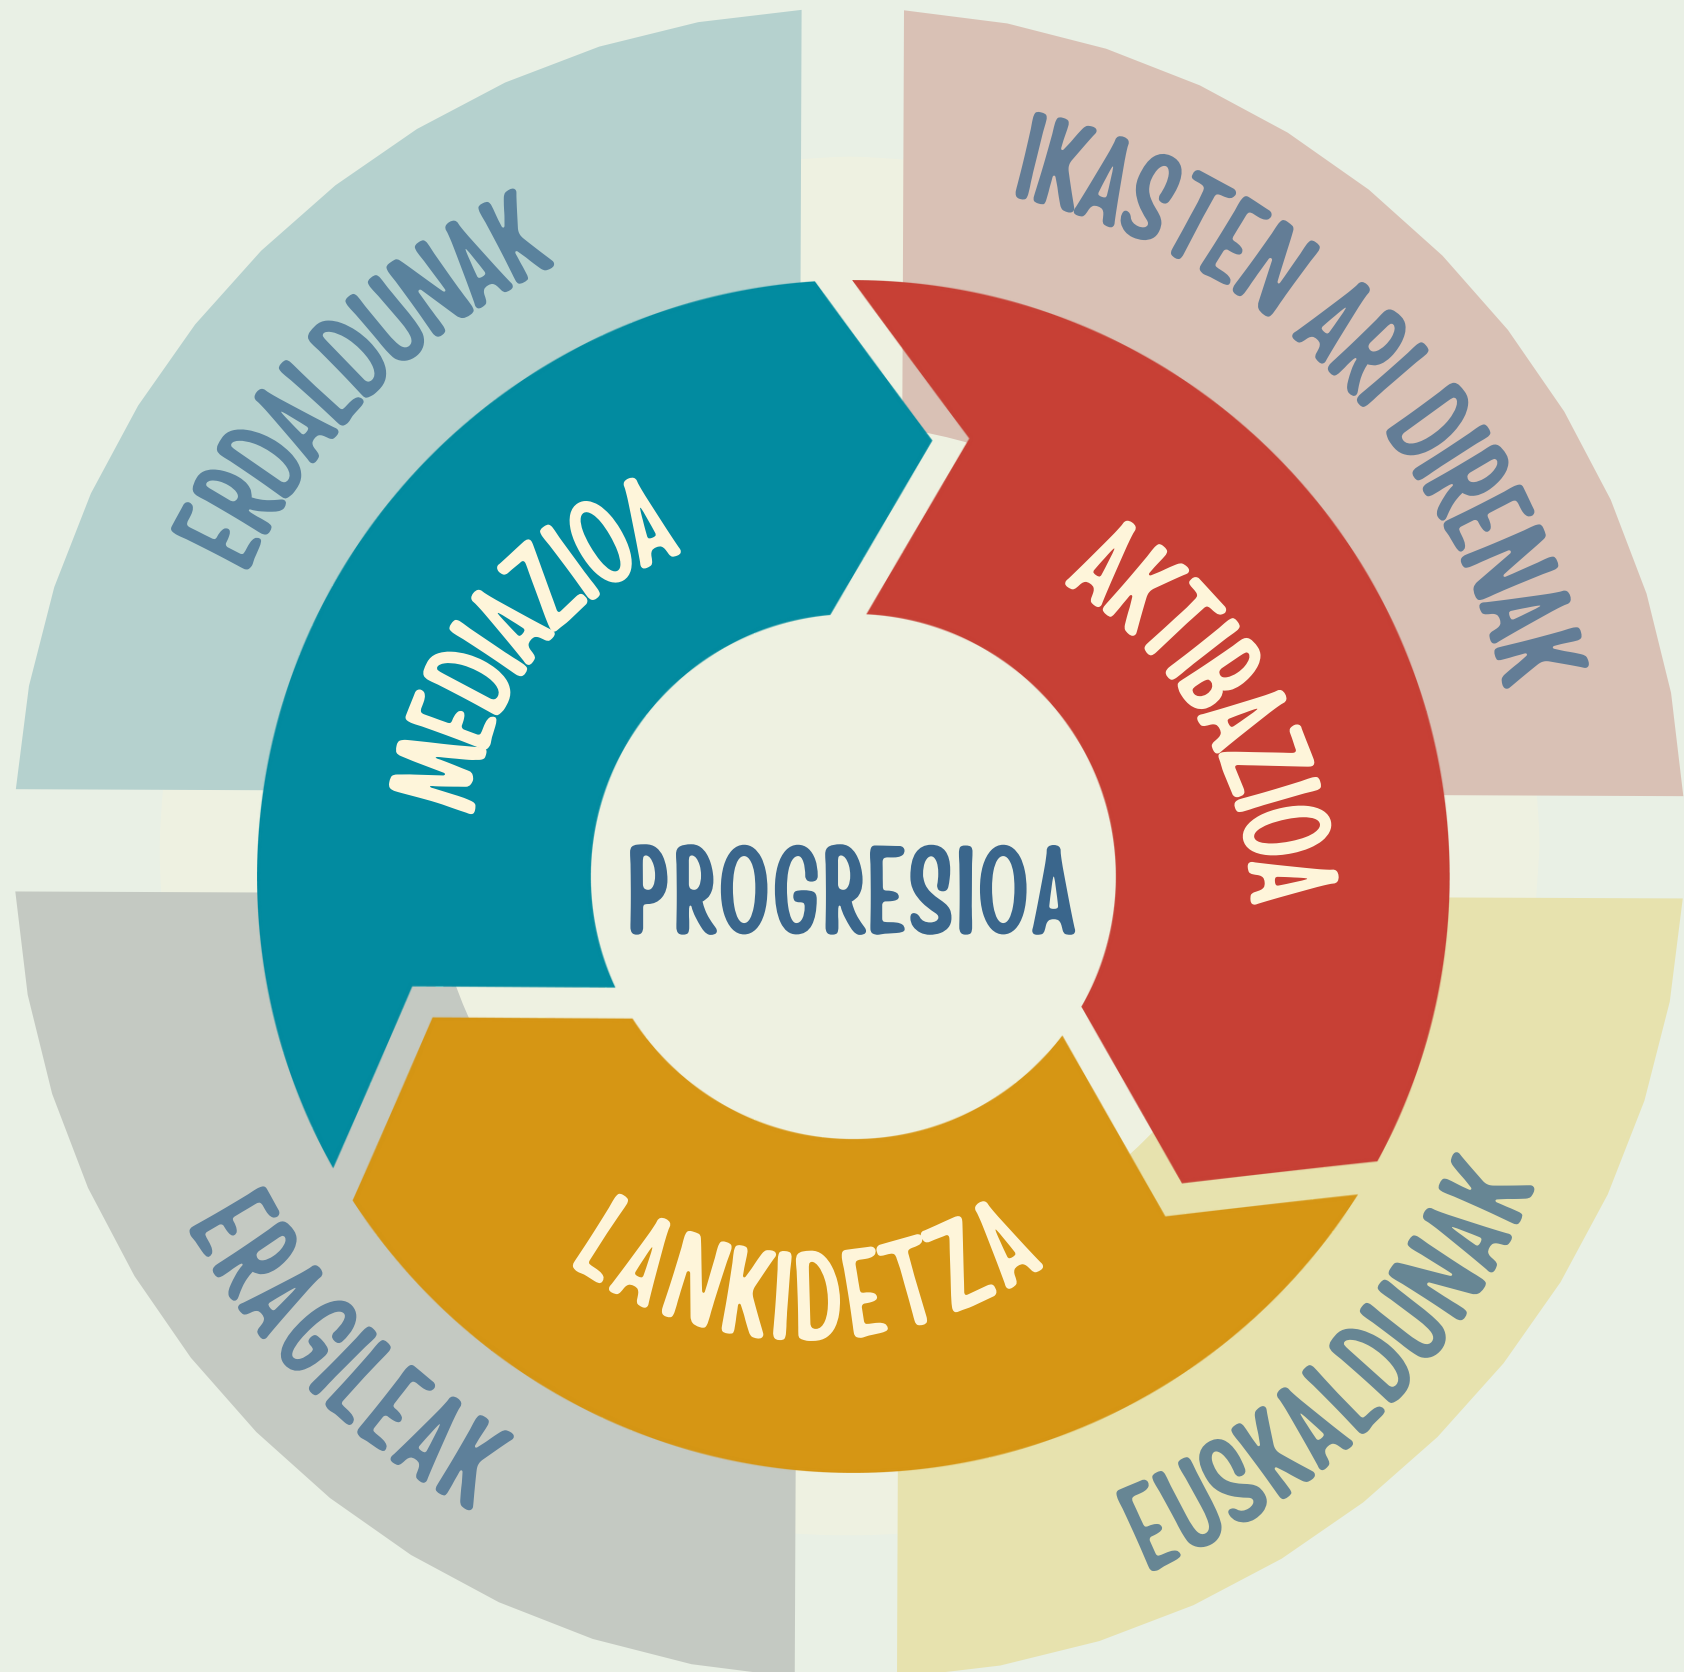 ERDALDUNAK
IKASTEN ARI DIRENAK
MEDIAZIOA
AKTIBAZIOA
PROGRESIOA
LANKIDETZA
ERAGILEAK
EUSKALDUNAK